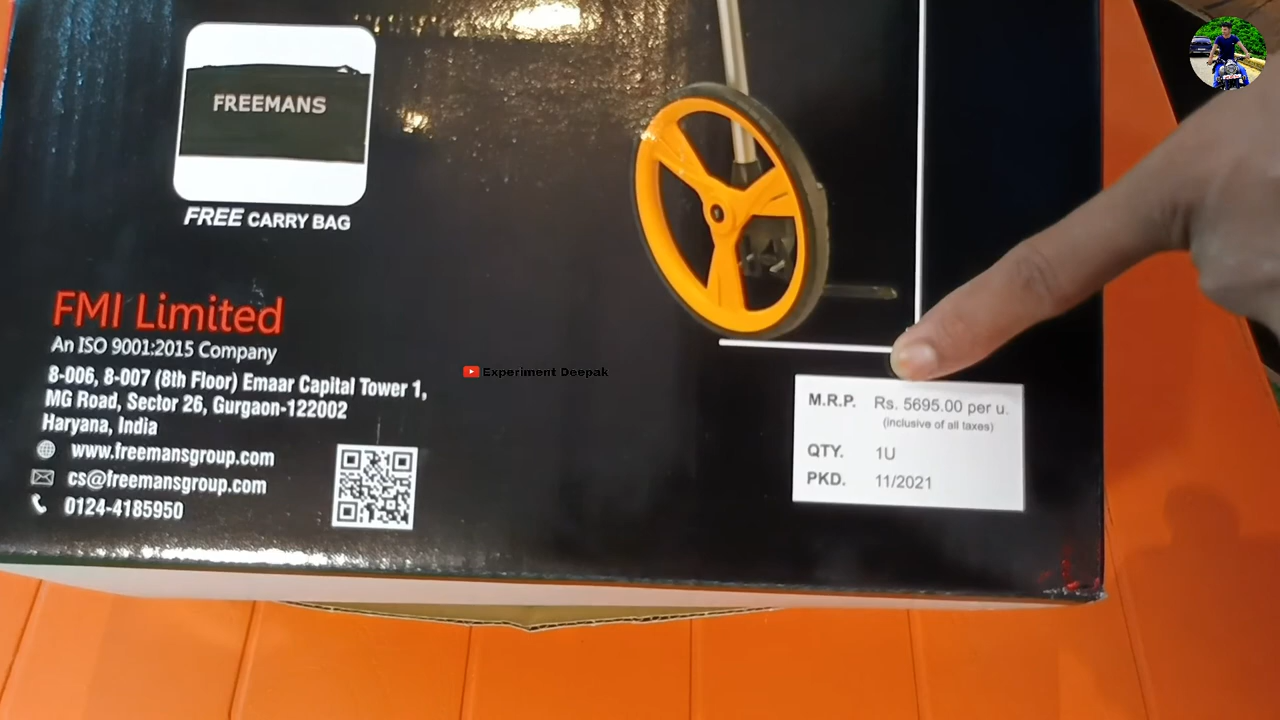 FREEMANS
FREE CARRY BAG
FMI Limited
An ISO 9001:2015 Company
8-006, 8-007 (8th Floor) Emaar Capital Tower 1,
MG Road, Sector 26, Gurgaon-122002
Haryana, India
www.freemansgroup.com
cs@freemansgroup.com
0124-4185950
Experiment Deepak
M.R.P. Rs. 5695.00 per u.
(inclusive of all taxes)
QTY. 1U
PKD. 11/2021